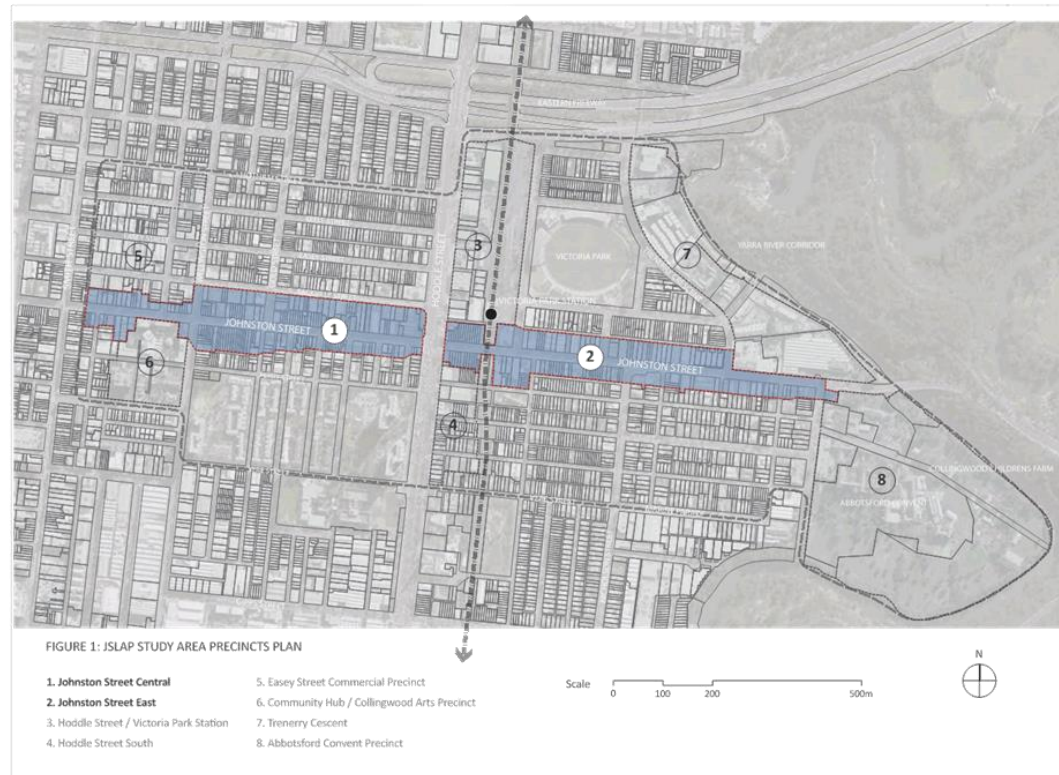 EASTERN FREEWAY
HODDLE STREET
5
3
VICTORIA PARK
7
YARRA RIVER CORRIDOR
VICTORIA PARK STATION
JOHNSTON STREET
1
2
JOHNSTON STREET
6
4
COLLINGWOOD CHILDRENS FARM
8
ABBOTSFORD CONVENT
FIGURE 1: JSLAP STUDY AREA PRECINCTS PLAN
1. Johnston Street Central
2. Johnston Street East
3. Hoddle Street / Victoria Park Station
4. Hoddle Street South
5. Easey Street Commercial Precinct
6. Community Hub / Collingwood Arts Precinct
7. Trenerry Cescent
8. Abbotsford Convent Precinct
Scale
0 100 200 500m
N